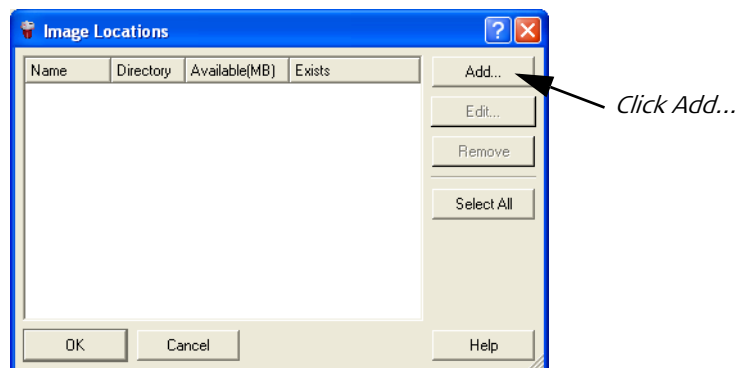 Image Locations
Name Directory Available(MB) Exists
Add...
Click Add...
Edit...
Remove
Select All
OK Cancel Help